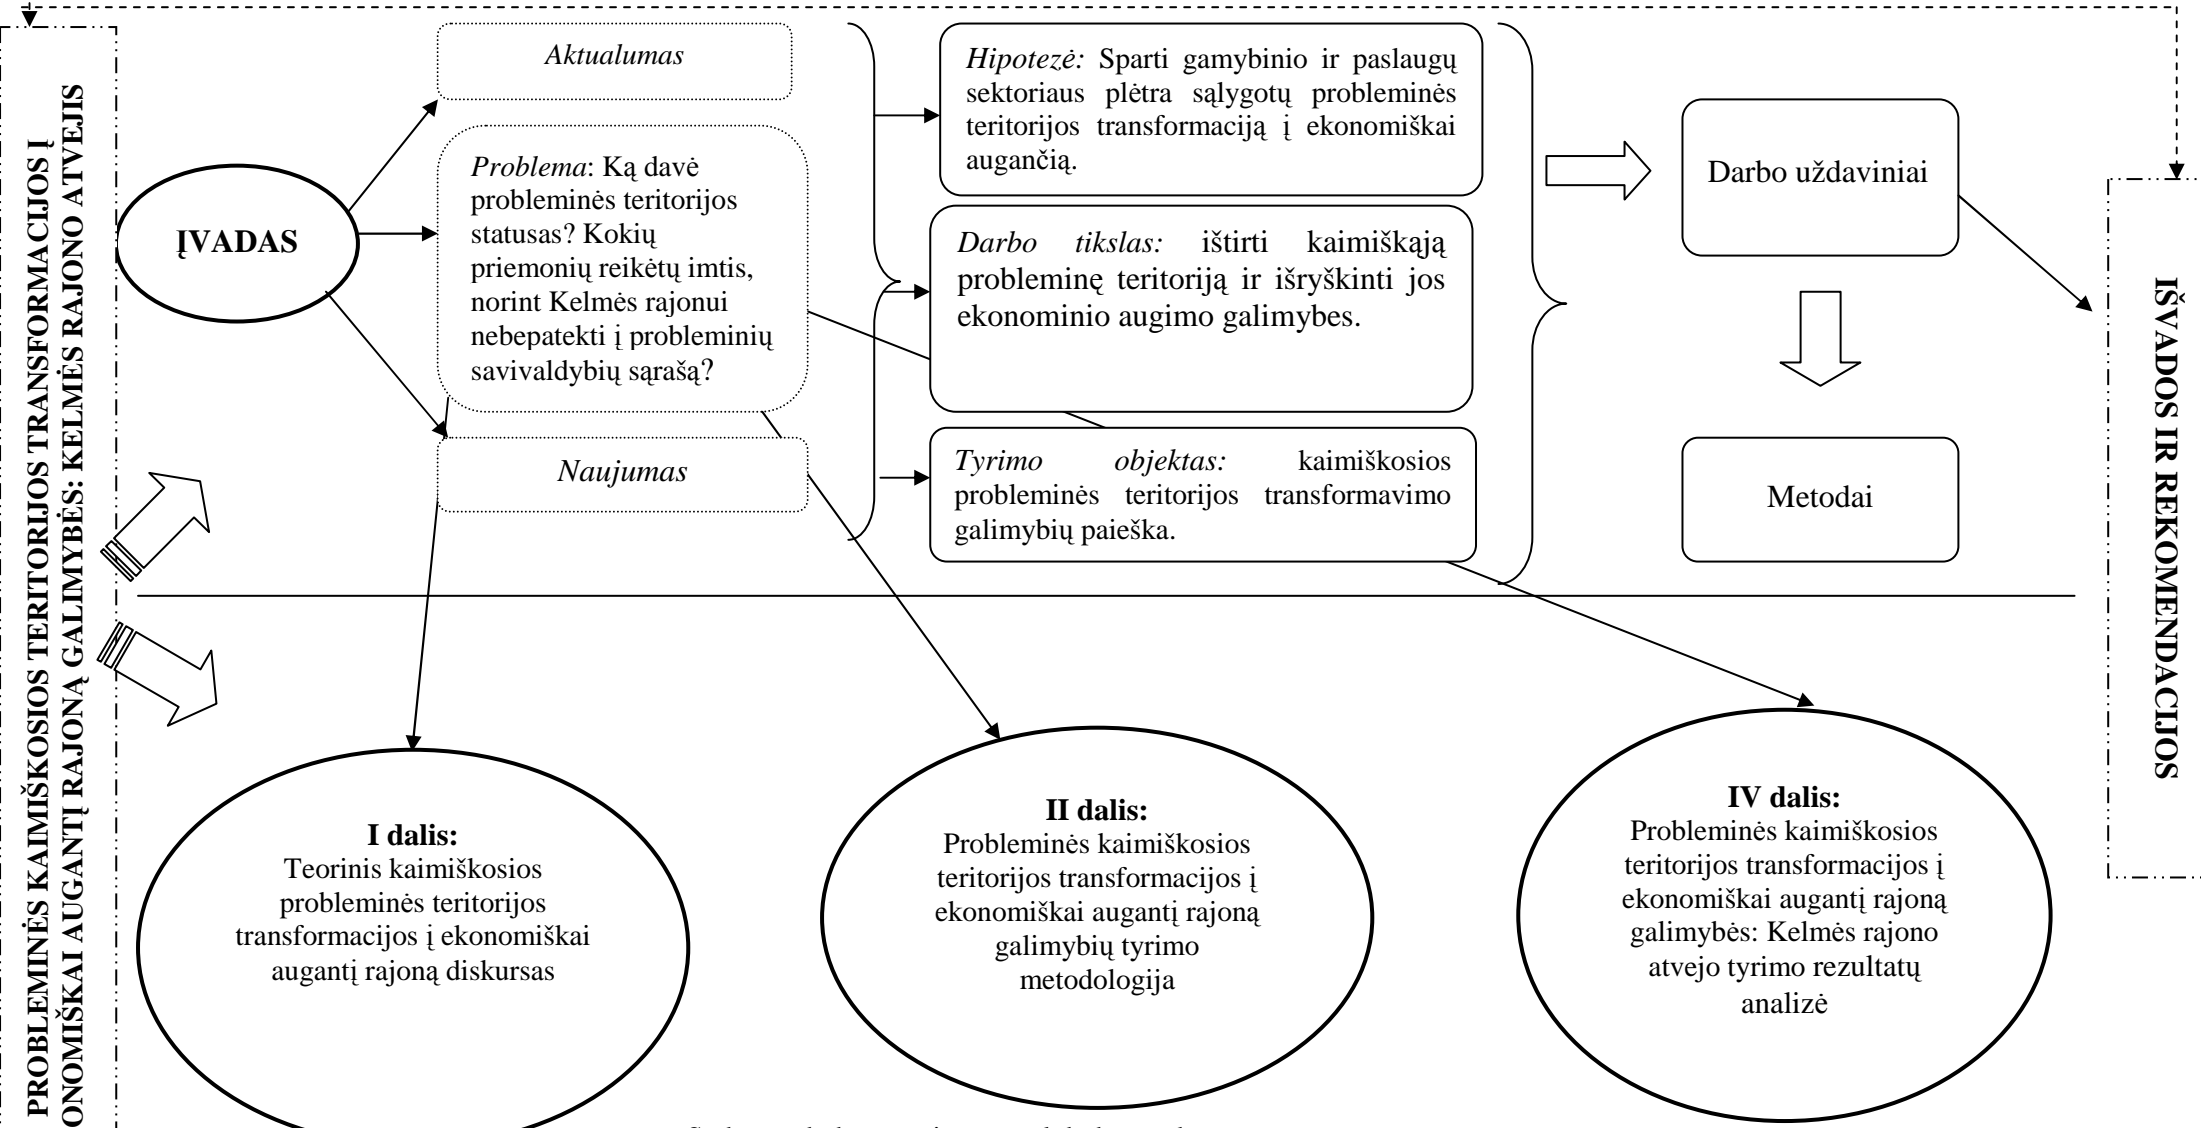 PROBLEMINĖS KAIMIŠKOSIOS TERITORIJOS TRANSFORMACIJOS Į
ONOMIŠKAI AUGANTĮ RAJONĄ GALIMYBĖS: KELMĖS RAJONO ATVEJIS
ĮVADAS
Aktualumas
Problema: Ką davė
probleminės teritorijos
statusas? Kokių
priemonių reikėtų imtis,
norint Kelmės rajonui
nebepatekti į probleminių
savivaldybių sąrašą?
Naujumas
Hipotezė: Sparti gamybinio ir paslaugų
sektoriaus plėtra sąlygotų probleminės
teritorijos transformaciją į ekonomiškai
augančią.
Darbo tikslas: ištirti kaimiškąją
probleminę teritoriją ir išryškinti jos
ekonominio augimo galimybes.
Tyrimo objektas: kaimiškosios
probleminės teritorijos transformavimo
galimybių paieška.
Darbo uždaviniai
Metodai
IŠVADOS IR REKOMENDACIJOS
I dalis:
Teorinis kaimiškosios
probleminės teritorijos
transformacijos į ekonomiškai
augantį rajoną diskursas
II dalis:
Probleminės kaimiškosios
teritorijos transformacijos į
ekonomiškai augantį rajoną
galimybių tyrimo
metodologija
IV dalis:
Probleminės kaimiškosios
teritorijos transformacijos į
ekonomiškai augantį rajoną
galimybės: Kelmės rajono
atvejo tyrimo rezultatų
analizė